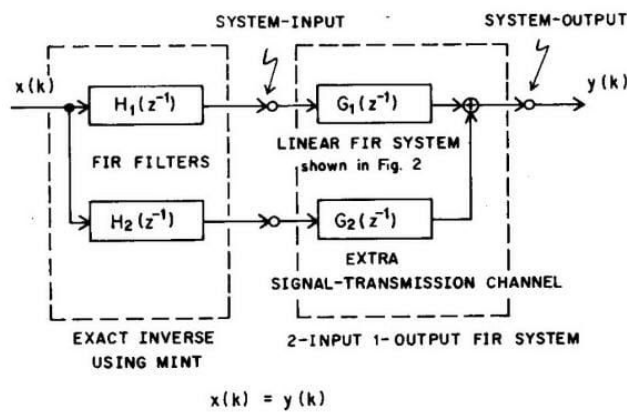 SYSTEM-INPUT
SYSTEM-OUTPUT
x(k)
H₁(z⁻¹)
G₁(z⁻¹)
y(k)
FIR FILTERS
LINEAR FIR SYSTEM
shown in Fig. 2
H₂(z⁻¹)
G₂(z⁻¹)
EXTRA
SIGNAL-TRANSMISSION CHANNEL
EXACT INVERSE
USING MINT
2-INPUT 1-OUTPUT FIR SYSTEM
x(k) = y(k)